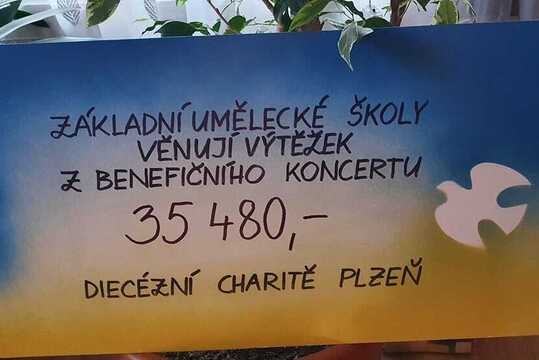 ZÁKLADNÍ UMĚLECKÉ ŠKOLY
VĚNUJÍ VÝTĚŽEK
Z BENEFIČNÍHO KONCERTU
35 480,-
DIECÉZNÍ CHARITĚ PLZEŇ